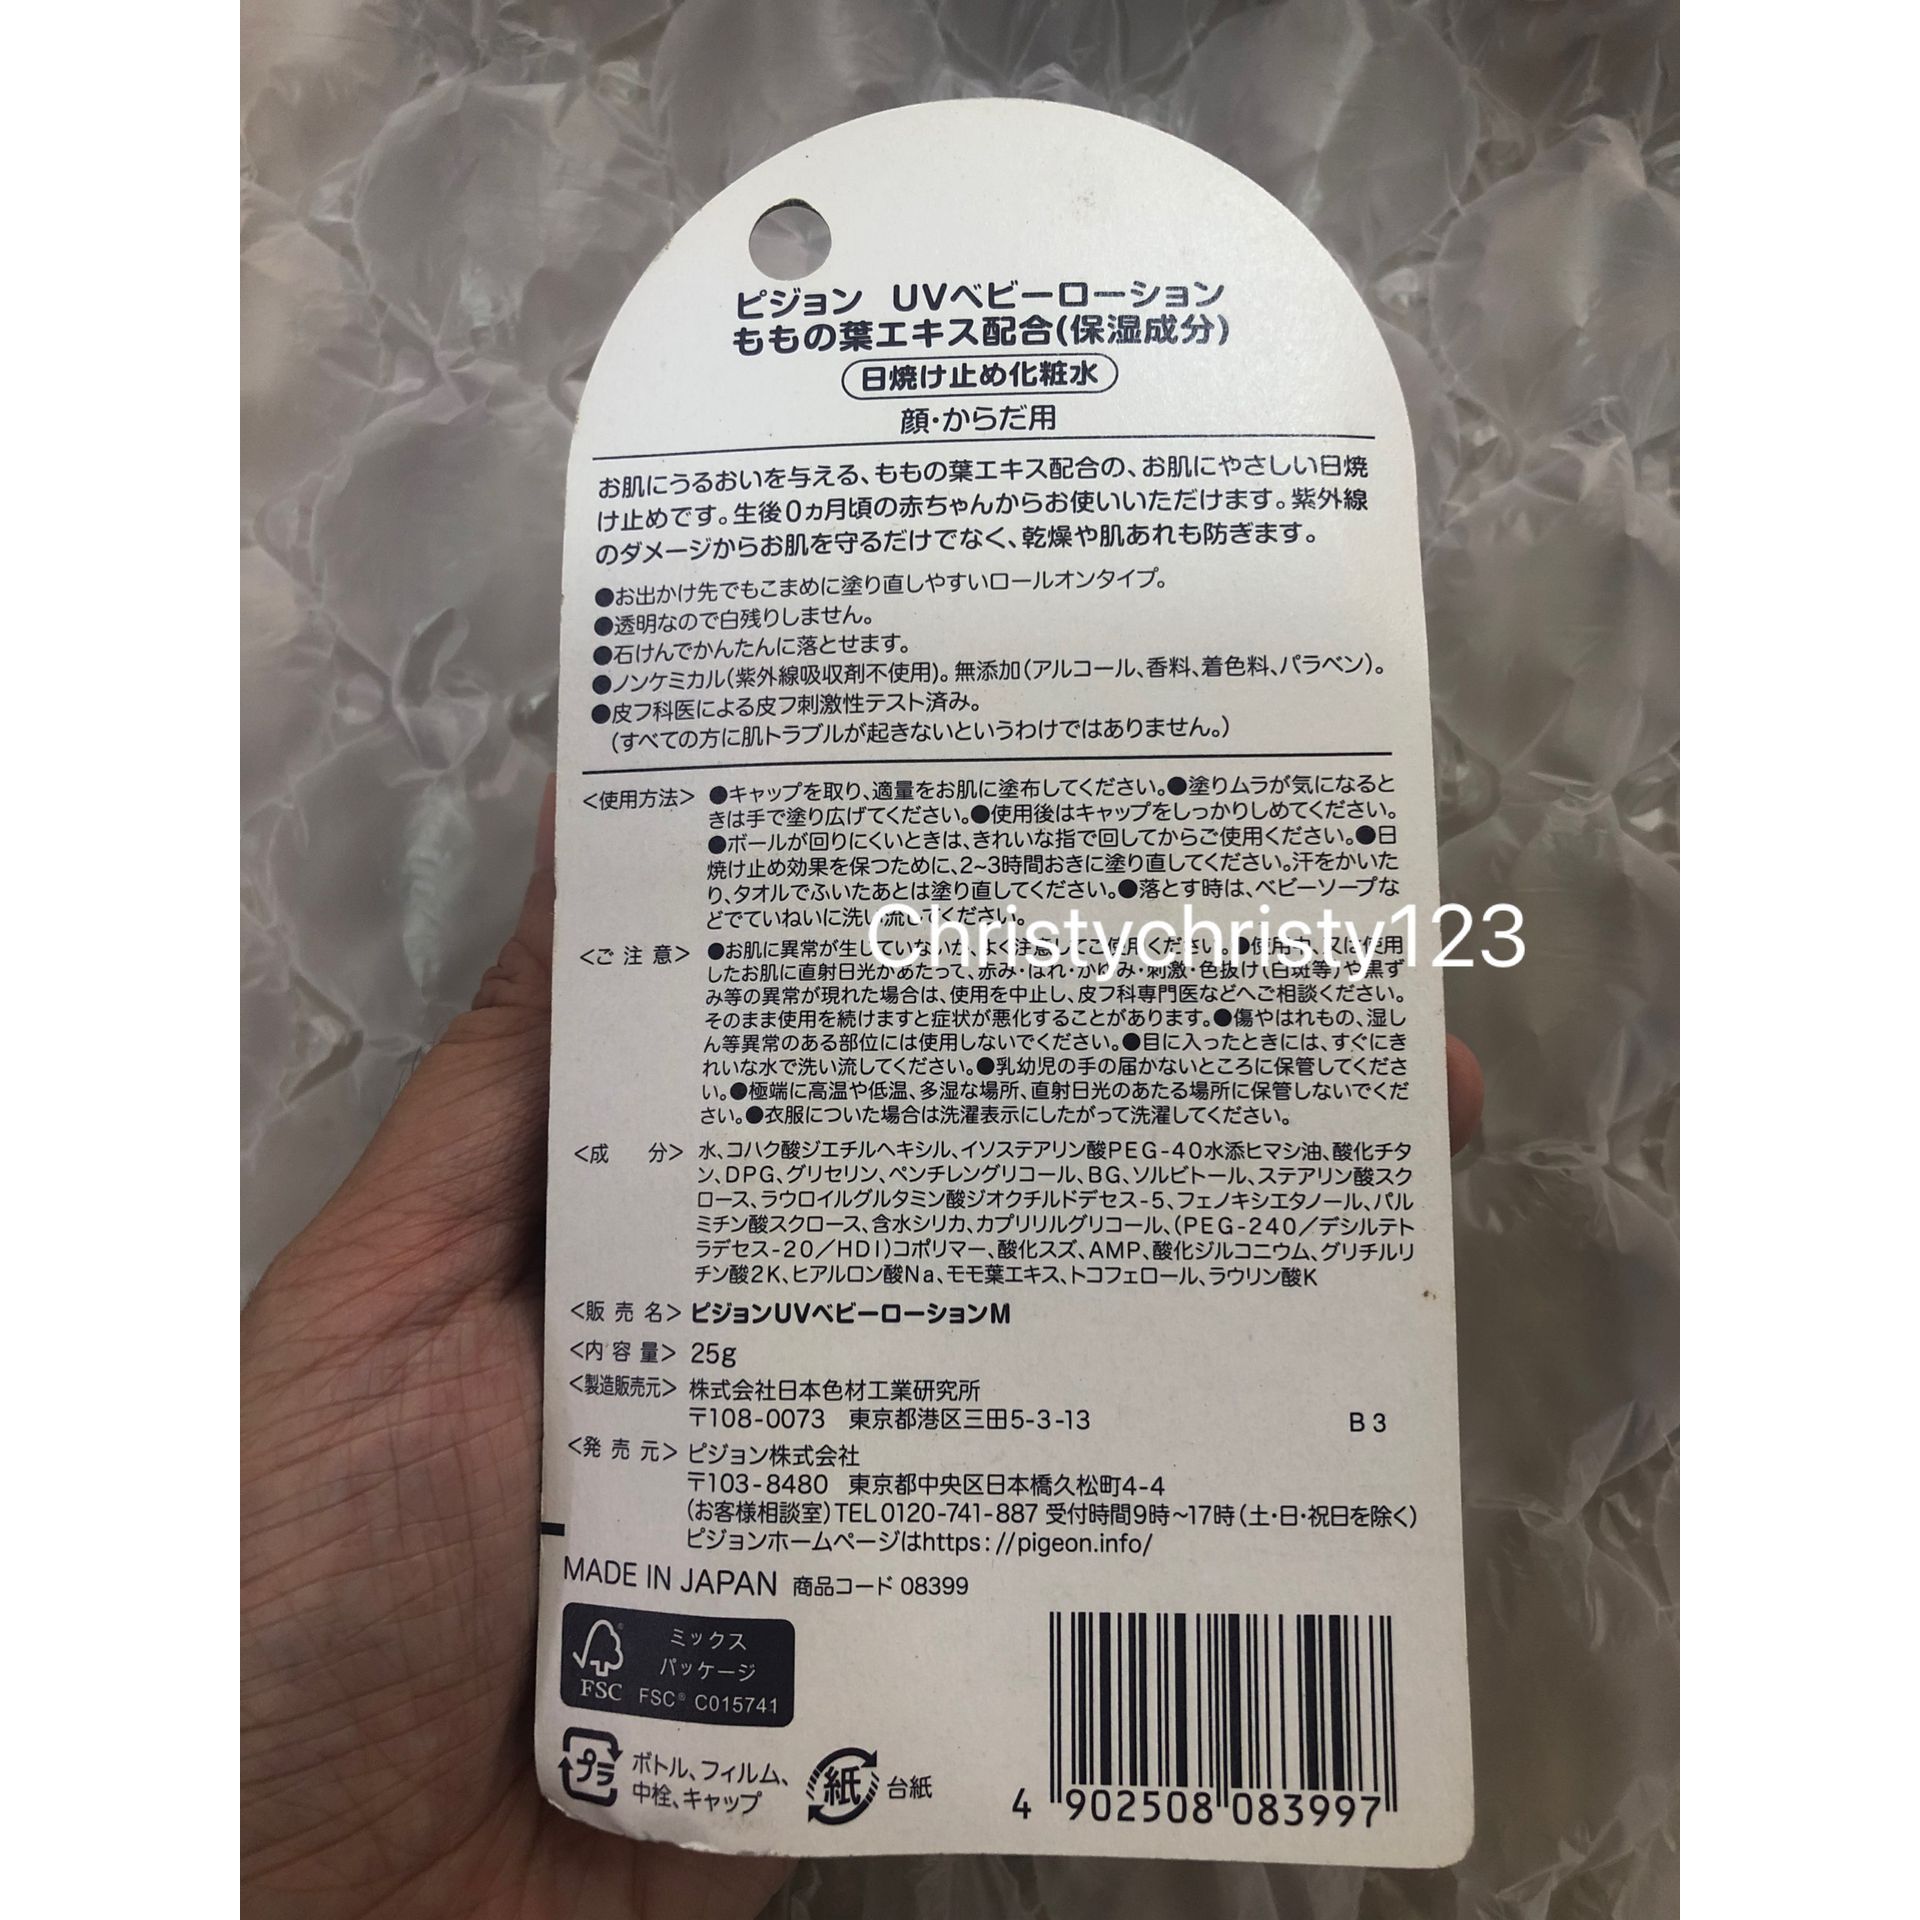 ピジョン UVベビーローション
ももの葉エキス配合(保湿成分)
日焼け止め化粧水
顔・からだ用
お肌にうるおいを与える、ももの葉エキス配合の、お肌にやさしい日焼
け止めです。生後0ヵ月頃の赤ちゃんからお使いいただけます。紫外線
のダメージからお肌を守るだけでなく、乾燥や肌あれも防ぎます。
●お出かけ先でもこまめに塗り直しやすいロールオンタイプ。
●透明なので白残りしません。
●石けんでかんたんに落とせます。
●ノンケミカル(紫外線吸収剤不使用)。無添加(アルコール、香料、着色料、パラベン)。
●皮フ科医による皮フ刺激性テスト済み。
(すべての方に肌トラブルが起きないというわけではありません。)
<使用方法> ●キャップを取り、適量をお肌に塗布してください。●塗りムラが気になると
きは手で塗り広げてください。●使用後はキャップをしっかりしめてください。
●ボールが回りにくいときは、きれいな指で回してからご使用ください。●日
焼け止め効果を保つために、2~3時間おきに塗り直してください。汗をかいた
り、タオルでふいたあとは塗り直してください。●落とす時は、ベビーソープな
どでていねいに洗い流してください。
Christychristy123
<ご注意> ●お肌に異常が生じていないか、よく注意してご使用ください。●使用中、又は使用
したお肌に直射日光があたって、赤み・はれ・かゆみ・刺激・色抜け(白斑等)や黒ず
み等の異常が現れた場合は、使用を中止し、皮フ科専門医などへご相談ください。
そのまま使用を続けますと症状が悪化することがあります。●傷やはれもの、湿し
ん等異常のある部位には使用しないでください。●目に入ったときには、すぐにき
れいな水で洗い流してください。●乳幼児の手の届かないところに保管してくださ
い。●極端に高温や低温、多湿な場所、直射日光のあたる場所に保管しないでくだ
さい。●衣服についた場合は洗濯表示にしたがって洗濯してください。
<成 分> 水、コハク酸ジエチルヘキシル、イソステアリン酸PEG-40水添ヒマシ油、酸化チタ
ン、DPG、グリセリン、ペンチレングリコール、BG、ソルビトール、ステアリン酸スク
ロース、ラウロイルグルタミン酸ジオクチルドデセス-5、フェノキシエタノール、パル
ミチン酸スクロース、含水シリカ、カプリリルグリコール、(PEG-240/デシルテト
ラデセス-20/HDI)コポリマー、酸化スズ、AMP、酸化ジルコニウム、グリチルリ
チン酸2K、ヒアルロン酸Na、モモ葉エキス、トコフェロール、ラウリン酸K
<販売名> ピジョンUVベビーローションM
<内容量> 25g
<製造販売元> 株式会社日本色材工業研究所
〒108-0073 東京都港区三田5-3-13 B3
<発売元> ピジョン株式会社
〒103-8480 東京都中央区日本橋久松町4-4
(お客様相談室)TEL0120-741-887 受付時間9時~17時(土・日・祝日を除く)
ピジョンホームページはhttps://pigeon.info/
MADE IN JAPAN 商品コード 08399
ミックス
パッケージ
FSC FSC® C015741
プラ ボトル、フィルム、
中栓、キャップ
紙 台紙
4 902508 083997